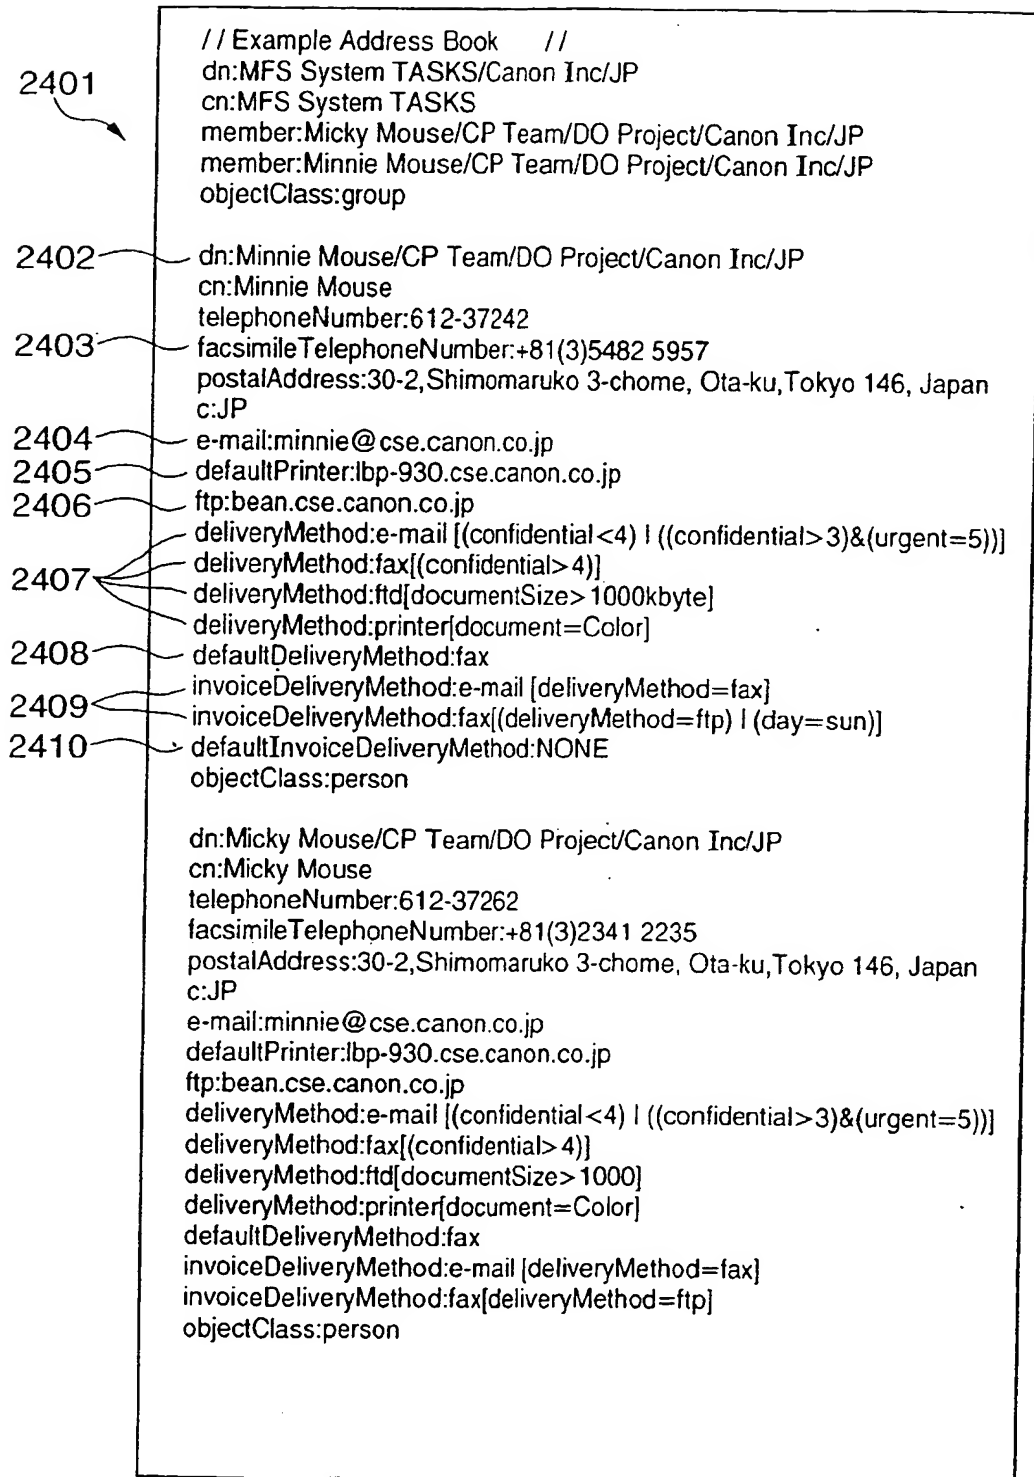 // Example Address Book //
2401
dn:MFS System TASKS/Canon Inc/JP
cn:MFS System TASKS
member:Micky Mouse/CP Team/DO Project/Canon Inc/JP
member:Minnie Mouse/CP Team/DO Project/Canon Inc/JP
objectClass:group
2402 dn:Minnie Mouse/CP Team/DO Project/Canon Inc/JP
cn:Minnie Mouse
telephoneNumber:612-37242
2403 facsimileTelephoneNumber:+81(3)5482 5957
postalAddress:30-2,Shimomaruko 3-chome, Ota-ku,Tokyo 146, Japan
c:JP
2404 e-mail:minnie@cse.canon.co.jp
2405 defaultPrinter:lbp-930.cse.canon.co.jp
2406 ftp:bean.cse.canon.co.jp
2407 deliveryMethod:e-mail [(confidential<4) | ((confidential>3)&(urgent=5))]
deliveryMethod:fax[(confidential>4)]
deliveryMethod:ftd[documentSize>1000kbyte]
deliveryMethod:printer[document=Color]
2408 defaultDeliveryMethod:fax
2409 invoiceDeliveryMethod:e-mail [deliveryMethod=fax]
invoiceDeliveryMethod:fax[(deliveryMethod=ftp) | (day=sun)]
2410 defaultInvoiceDeliveryMethod:NONE
objectClass:person
dn:Micky Mouse/CP Team/DO Project/Canon Inc/JP
cn:Micky Mouse
telephoneNumber:612-37262
facsimileTelephoneNumber:+81(3)2341 2235
postalAddress:30-2,Shimomaruko 3-chome, Ota-ku,Tokyo 146, Japan
c:JP
e-mail:minnie@cse.canon.co.jp
defaultPrinter:lbp-930.cse.canon.co.jp
ftp:bean.cse.canon.co.jp
deliveryMethod:e-mail [(confidential<4) | ((confidential>3)&(urgent=5))]
deliveryMethod:fax[(confidential>4)]
deliveryMethod:ftd[documentSize>1000]
deliveryMethod:printer[document=Color]
defaultDeliveryMethod:fax
invoiceDeliveryMethod:e-mail [deliveryMethod=fax]
invoiceDeliveryMethod:fax[deliveryMethod=ftp]
objectClass:person